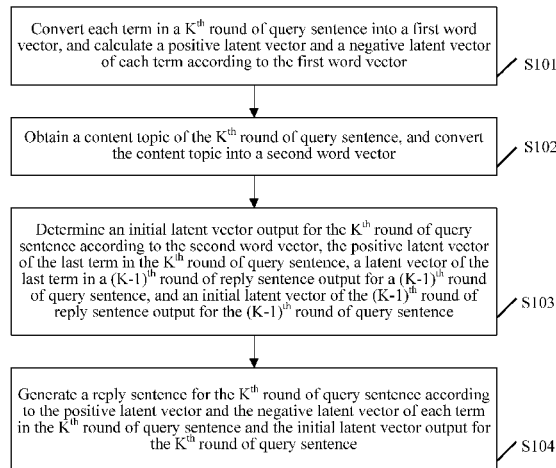 Convert each term in a Kth round of query sentence into a first word
vector, and calculate a positive latent vector and a negative latent vector
of each term according to the first word vector
S101
Obtain a content topic of the Kth round of query sentence, and convert
the content topic into a second word vector
S102
Determine an initial latent vector output for the Kth round of query
sentence according to the second word vector, the positive latent vector
of the last term in the Kth round of query sentence, a latent vector of the
last term in a (K-1)th round of reply sentence output for a (K-1)th round
of query sentence, and an initial latent vector of the (K-1)th round of
reply sentence output for the (K-1)th round of query sentence
S103
Generate a reply sentence for the Kth round of query sentence according
to the positive latent vector and the negative latent vector of each term
in the Kth round of query sentence and the initial latent vector output for
the Kth round of query sentence
S104